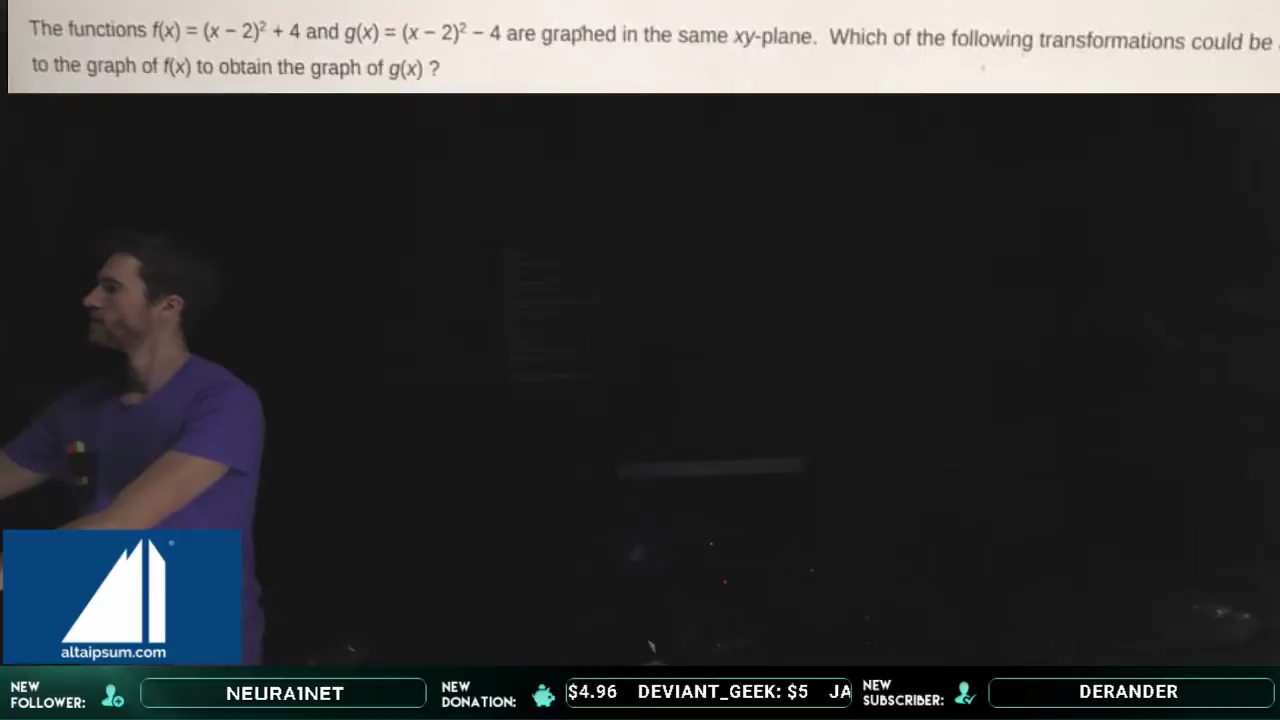 The functions f(x) = (x − 2)² + 4 and g(x) = (x − 2)² − 4 are graphed in the same xy-plane. Which of the following transformations could be
to the graph of f(x) to obtain the graph of g(x) ?
altaipsum.com
NEW FOLLOWER: NEURA1NET NEW DONATION: $4.96 DEVIANT_GEEK: $5 JA NEW SUBSCRIBER: DERANDER